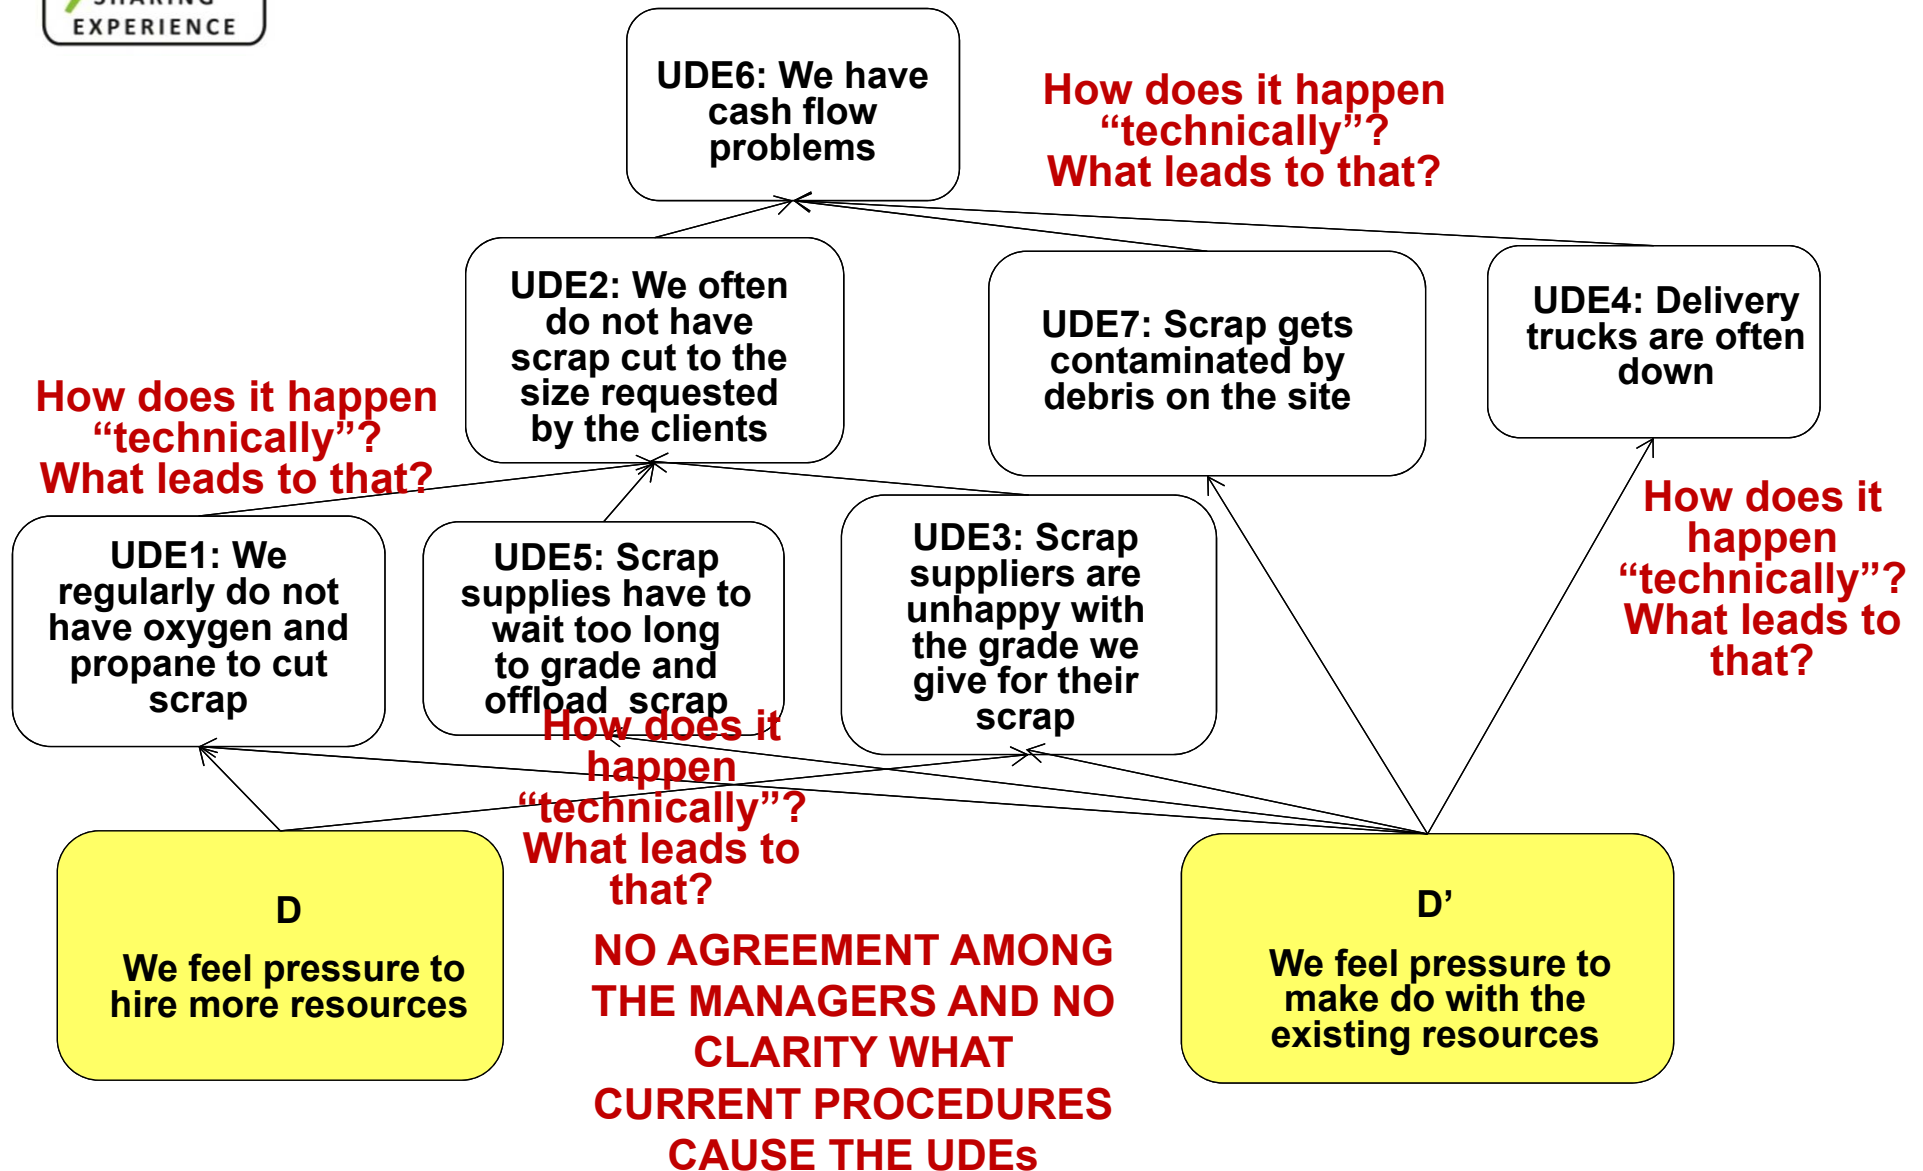 SHARING
EXPERIENCE
UDE6: We have
cash flow
problems
How does it happen
“technically”?
What leads to that?
UDE2: We often
do not have
scrap cut to the
size requested
by the clients
UDE7: Scrap gets
contaminated by
debris on the site
UDE4: Delivery
trucks are often
down
How does it happen
“technically”?
What leads to that?
How does it
happen
“technically”?
What leads to
that?
UDE1: We
regularly do not
have oxygen and
propane to cut
scrap
UDE5: Scrap
supplies have to
wait too long
to grade and
offload scrap
UDE3: Scrap
suppliers are
unhappy with
the grade we
give for their
scrap
How does it
happen
“technically”?
What leads to
that?
D
We feel pressure to
hire more resources
NO AGREEMENT AMONG
THE MANAGERS AND NO
CLARITY WHAT
CURRENT PROCEDURES
CAUSE THE UDEs
D’
We feel pressure to
make do with the
existing resources